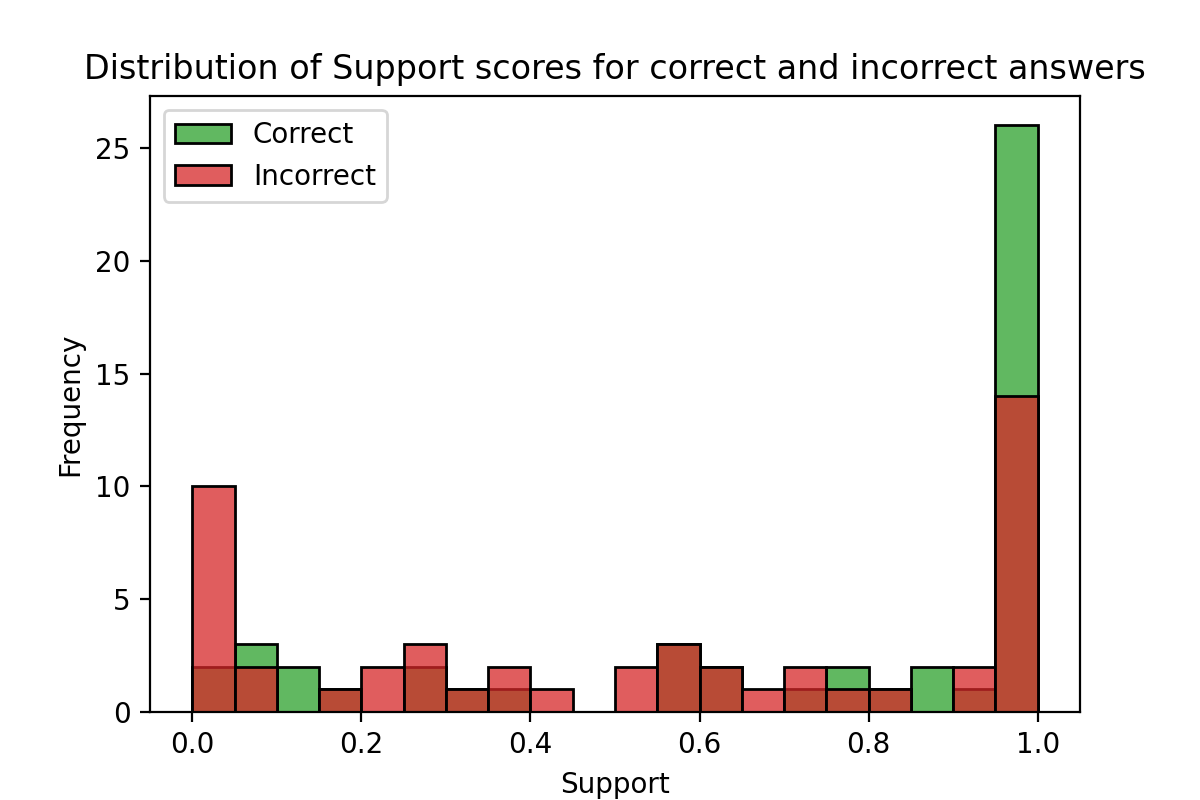 Distribution of Support scores for correct and incorrect answers
Correct
Incorrect
25
20
15
10
5
0
Frequency
0.0 0.2 0.4 0.6 0.8 1.0
Support